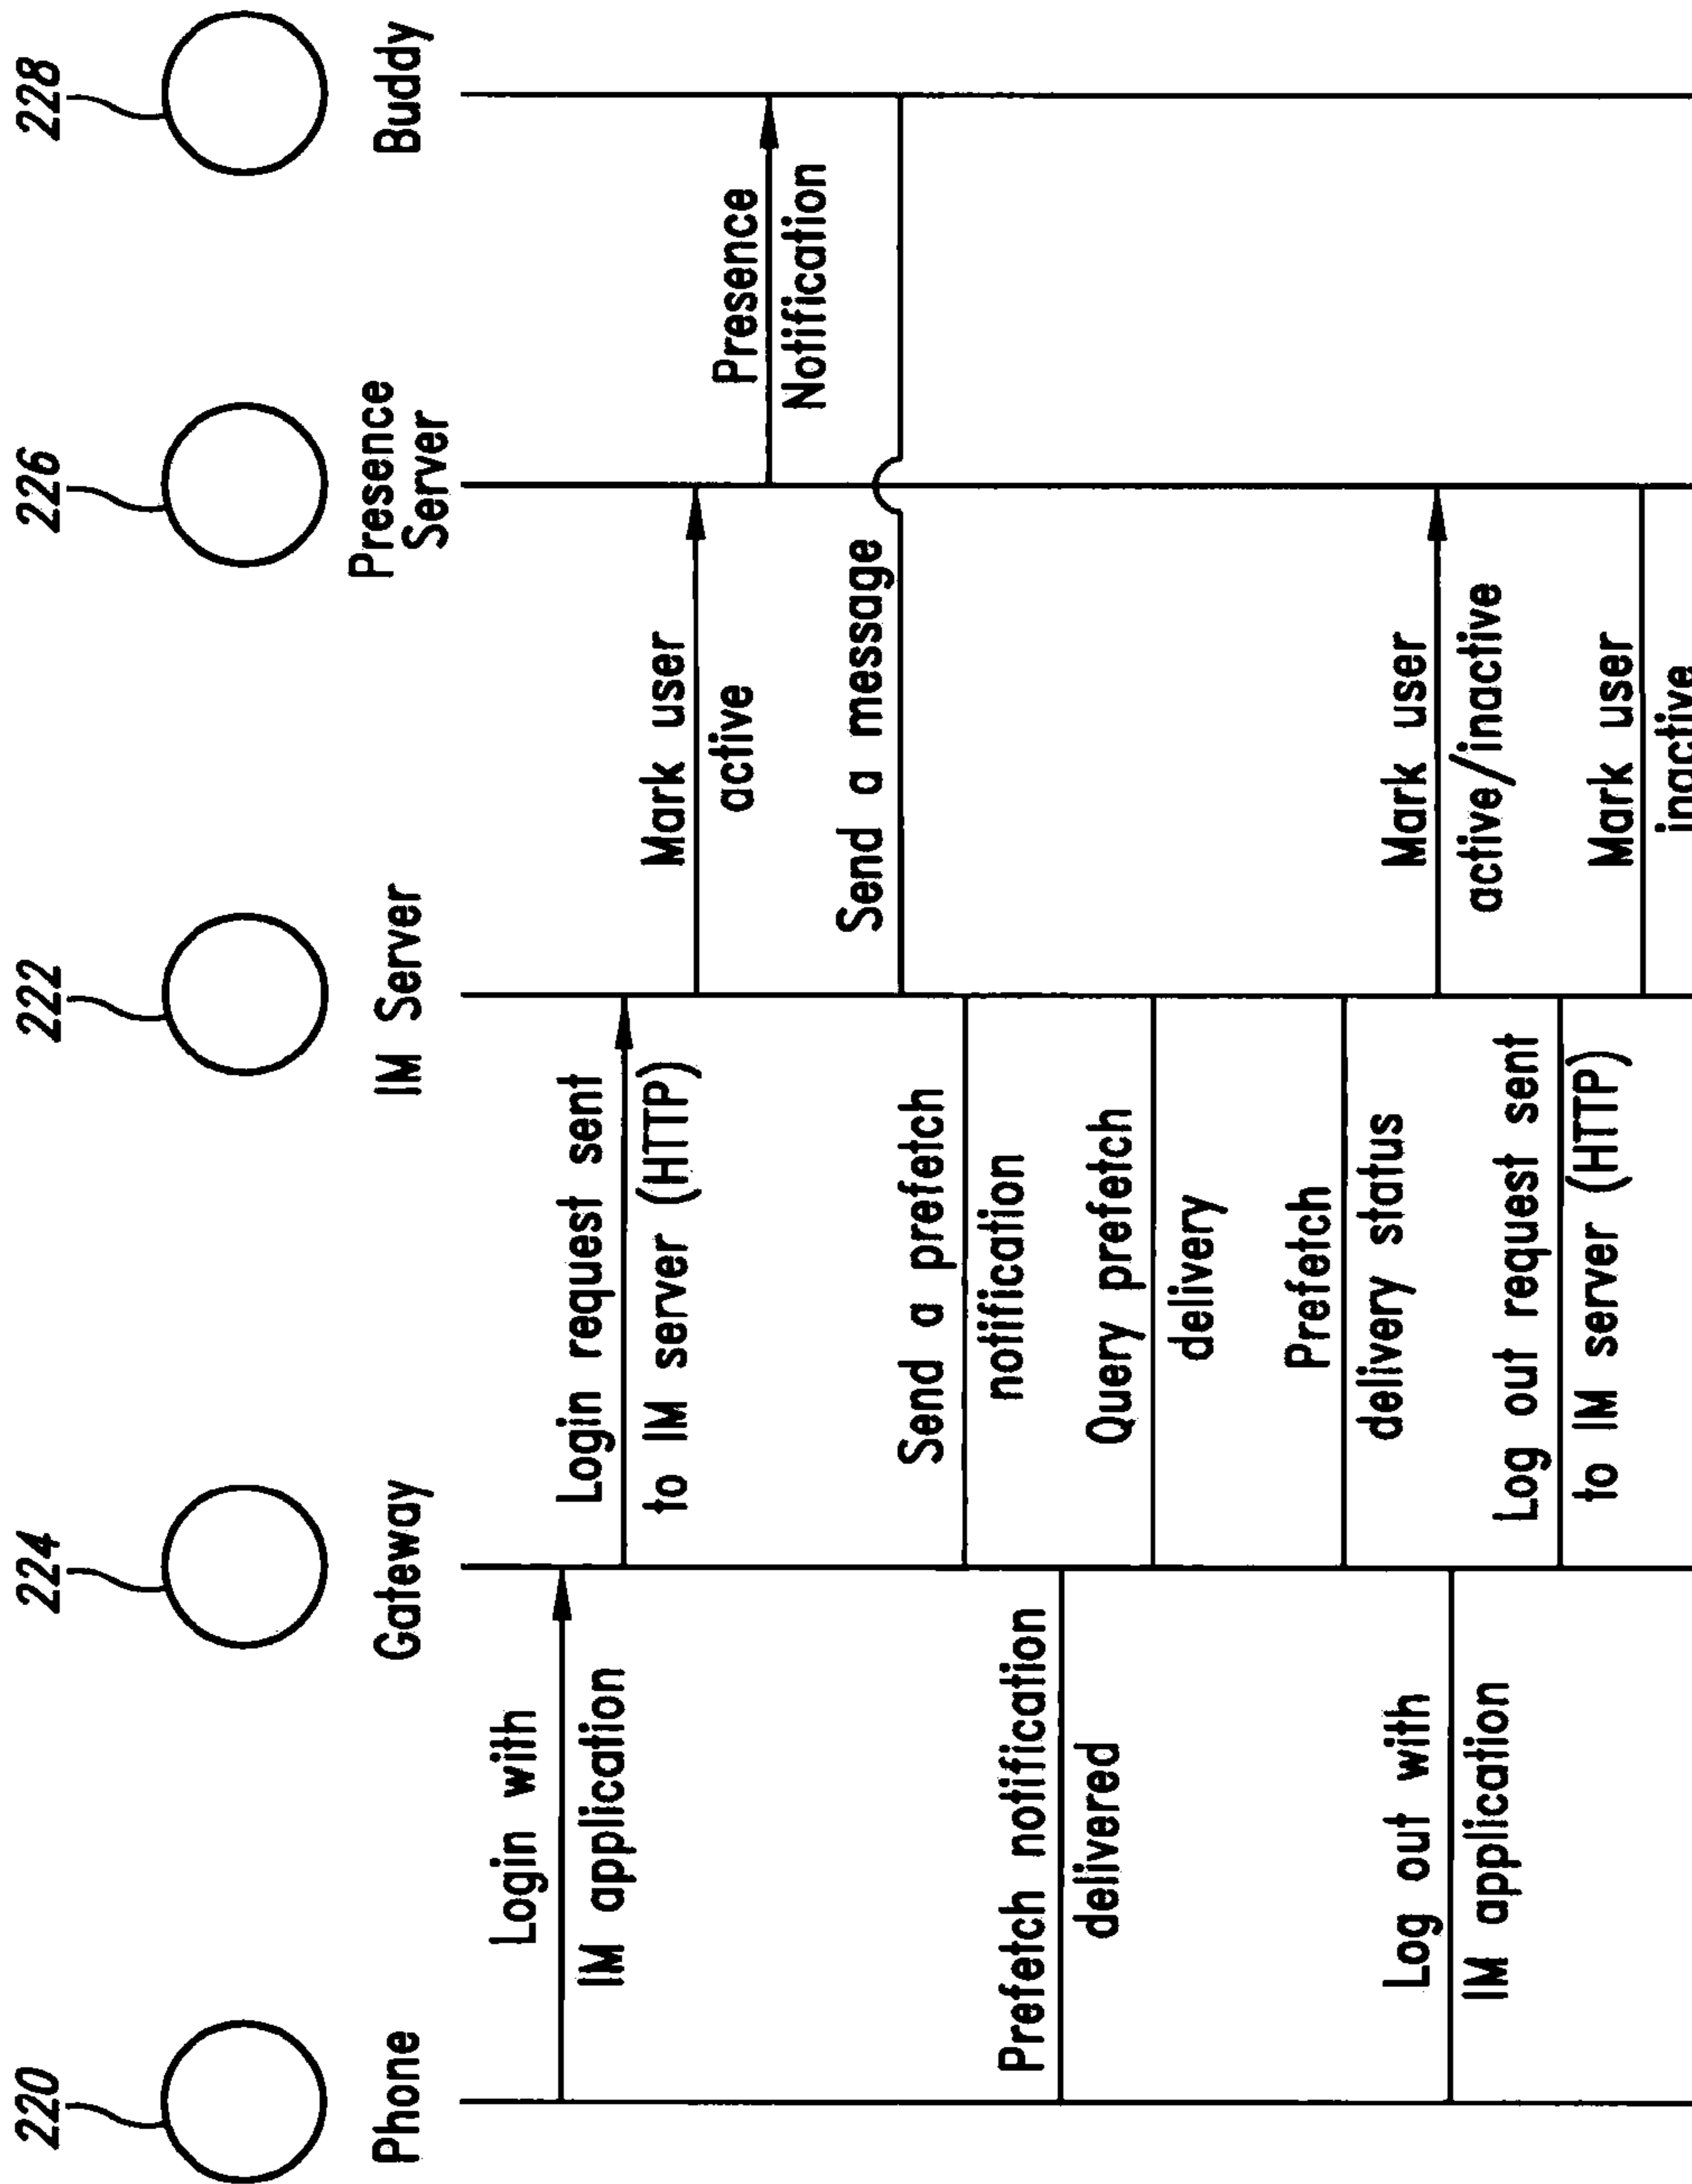 220
224
222
226
228
Phone
Gateway
IM Server
Presence
Server
Buddy
Login with
IM application
Login request sent
to IM server (HTTP)
Mark user
active
Presence
Notification
Send a message
Send a prefetch
notification
Prefetch notification
delivered
Query prefetch
delivery
Prefetch
delivery status
Mark user
active/inactive
Log out with
IM application
Log out request sent
to IM server (HTTP)
Mark user
inactive